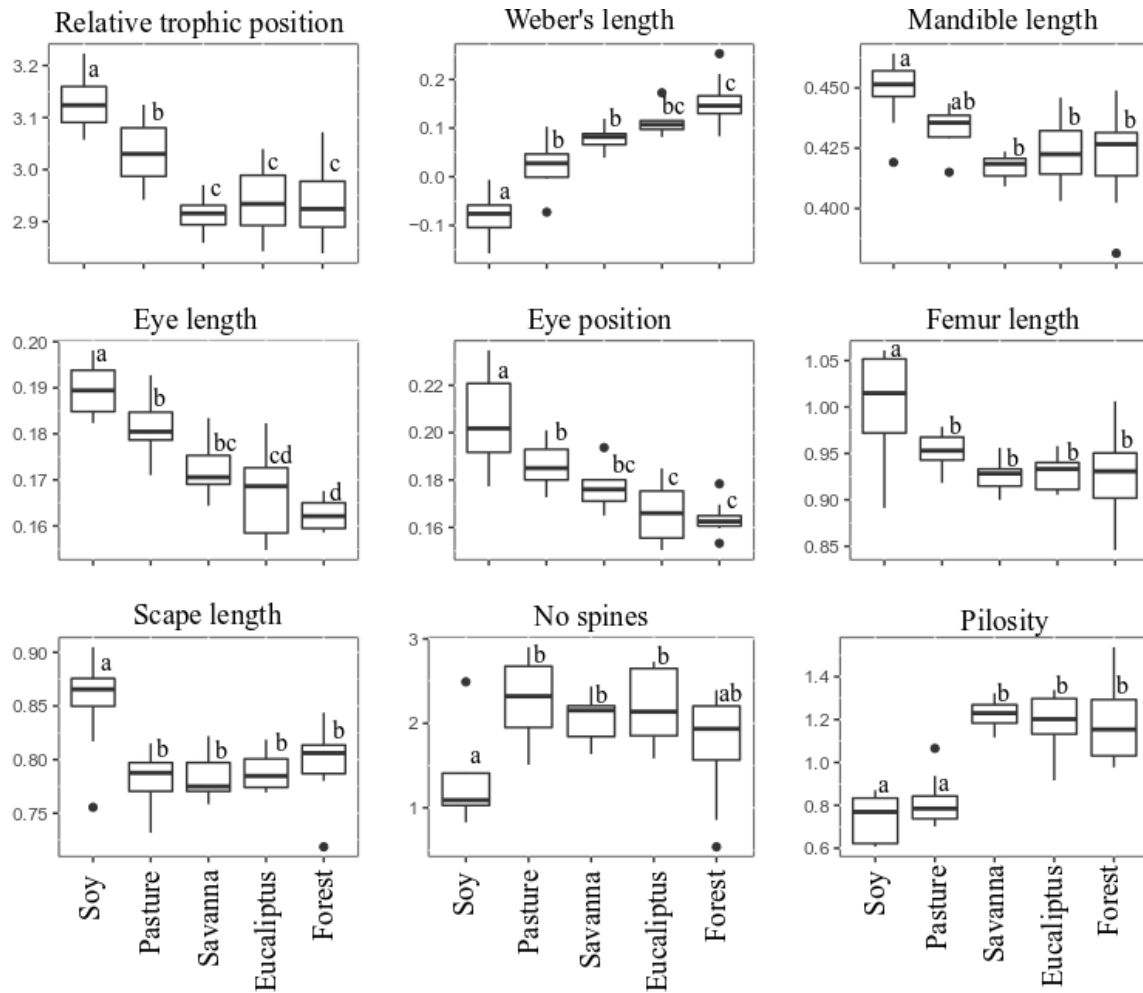 Relative trophic position
Weber's length
Mandible length
3.2
3.1
3.0
2.9
a
b
c
c
c
0.2
0.1
0.0
−0.1
a
b
b
bc
c
0.450
0.425
0.400
a
ab
b
b
b
Eye length
Eye position
Femur length
0.20
0.19
0.18
0.17
0.16
a
b
bc
cd
d
0.22
0.20
0.18
0.16
a
b
bc
c
c
1.05
1.00
0.95
0.90
0.85
a
b
b
b
b
Scape length
No spines
Pilosity
0.90
0.85
0.80
0.75
a
b
b
b
b
3
2
1
a
b
b
b
ab
1.4
1.2
1.0
0.8
0.6
a
a
b
b
b
Soy
Pasture
Savanna
Eucaliptus
Forest
Soy
Pasture
Savanna
Eucaliptus
Forest
Soy
Pasture
Savanna
Eucaliptus
Forest